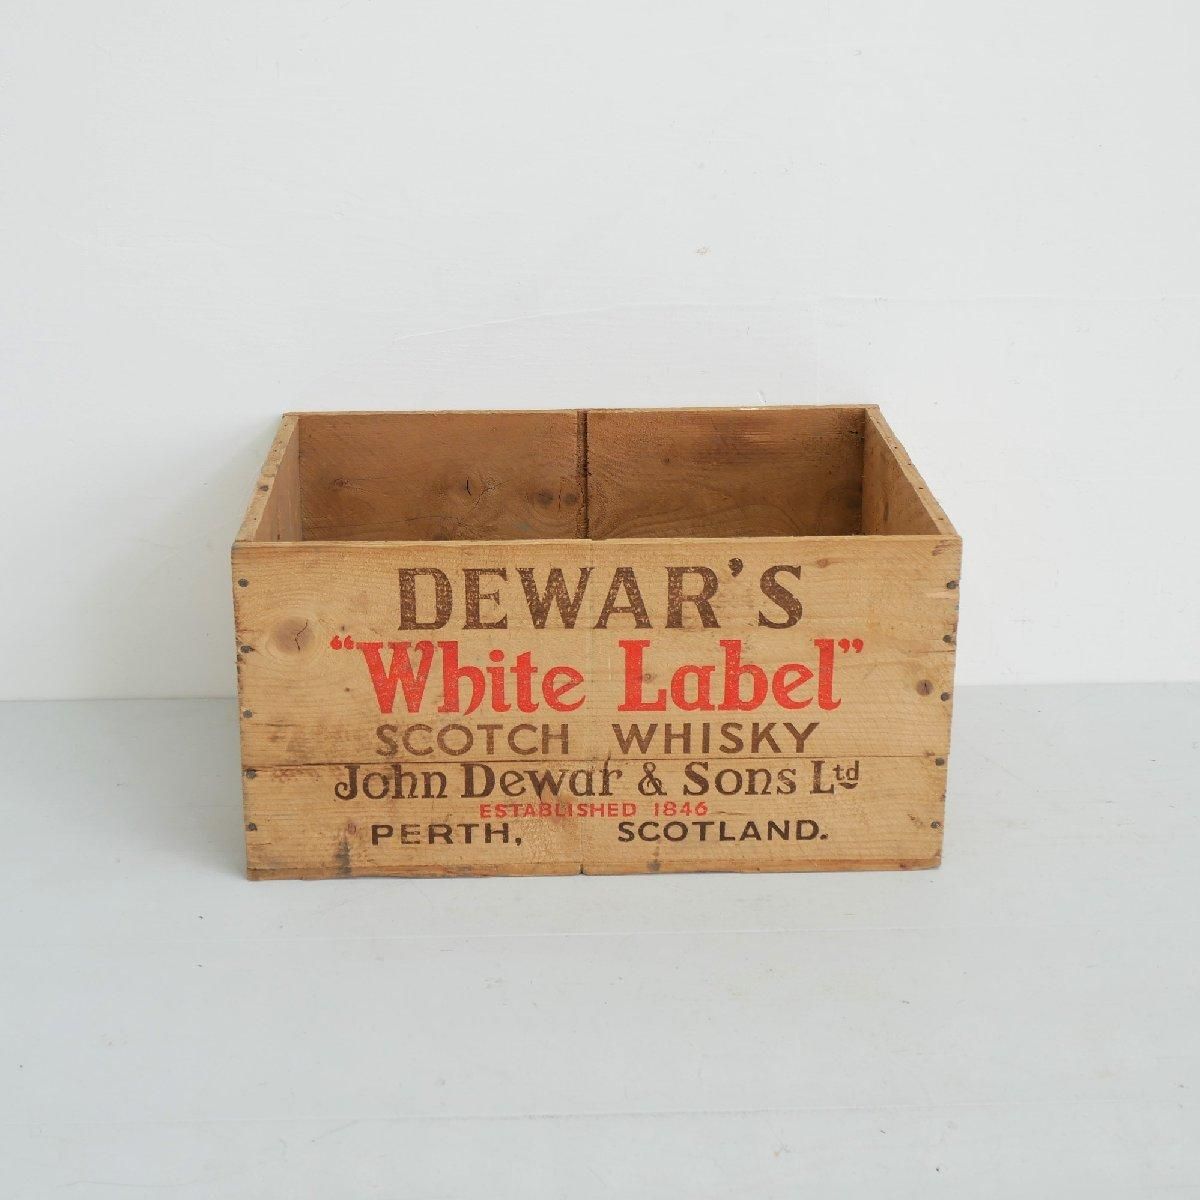 DEWAR'S
“White Label”
SCOTCH WHISKY
John Dewar & Sons Ltd
ESTABLISHED 1846
PERTH, SCOTLAND.